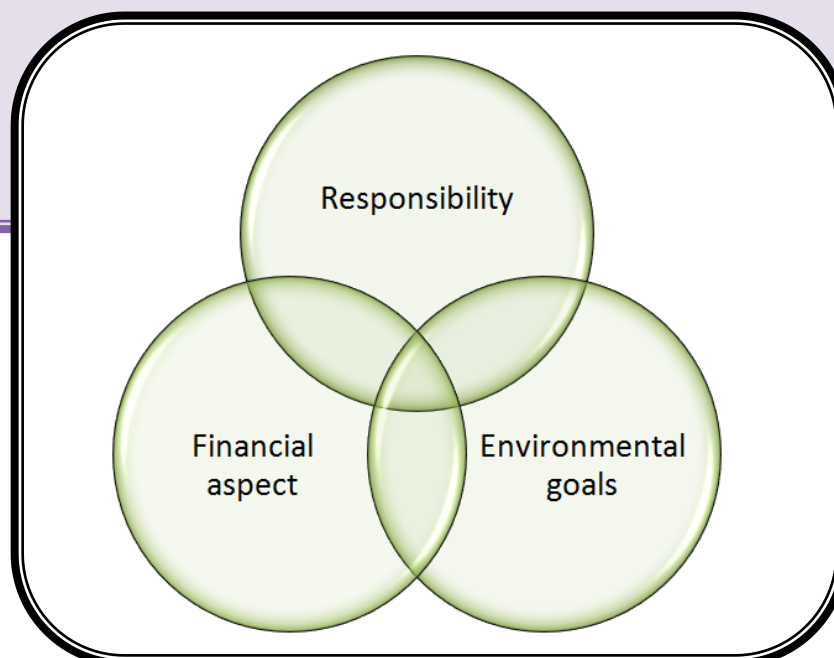 Responsibility
Financial
aspect
Environmental
goals